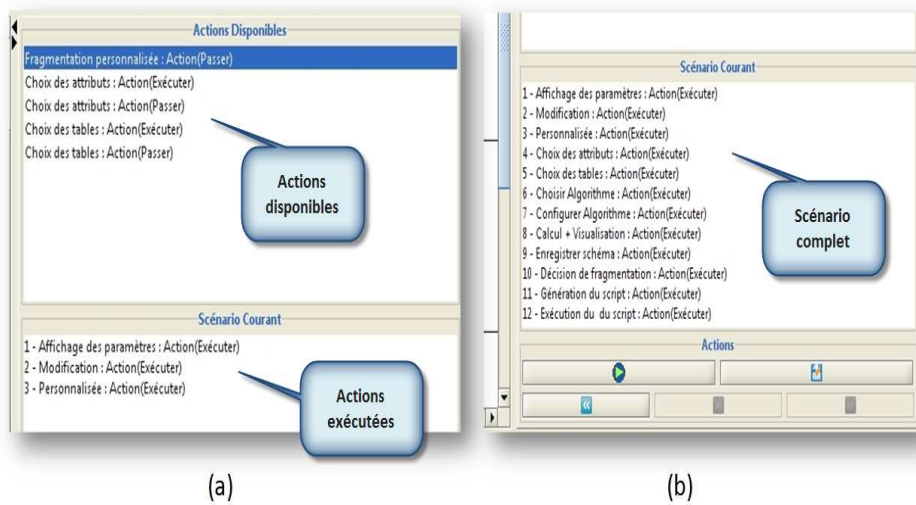 Actions Disponibles
Fragmentation personnalisée : Action(Passer)
Choix des attributs : Action(Exécuter)
Choix des attributs : Action(Passer)
Choix des tables : Action(Exécuter)
Choix des tables : Action(Passer)
Actions
disponibles
Scénario Courant
1 - Affichage des paramètres : Action(Exécuter)
2 - Modification : Action(Exécuter)
3 - Personnalisée : Action(Exécuter)
Actions
exécutées
(a)
Scénario Courant
1 - Affichage des paramètres : Action(Exécuter)
2 - Modification : Action(Exécuter)
3 - Personnalisée : Action(Exécuter)
4 - Choix des attributs : Action(Exécuter)
5 - Choix des tables : Action(Exécuter)
6 - Choisir Algorithme : Action(Exécuter)
7 - Configurer Algorithme : Action(Exécuter)
8 - Calcul + Visualisation : Action(Exécuter)
9 - Enregistrer schéma : Action(Exécuter)
10 - Décision de fragmentation : Action(Exécuter)
11 - Génération du script : Action(Exécuter)
12 - Exécution du du script : Action(Exécuter)
Scénario
complet
Actions
(b)